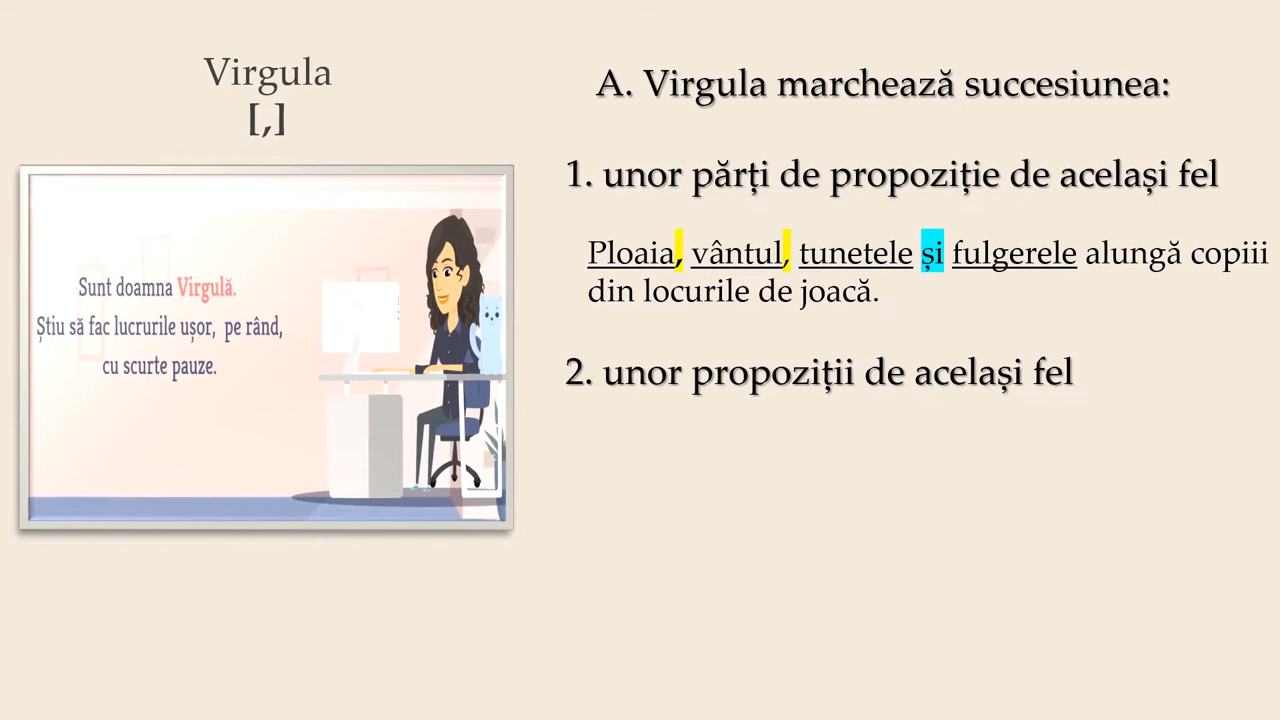 Virgula
[,]
Sunt doamna Virgulă.
Știu să fac lucrurile ușor, pe rând,
cu scurte pauze.
A. Virgula marchează succesiunea:
1. unor părți de propoziție de același fel
Ploaia, vântul, tunetele și fulgerele alungă copiii
din locurile de joacă.
2. unor propoziții de același fel